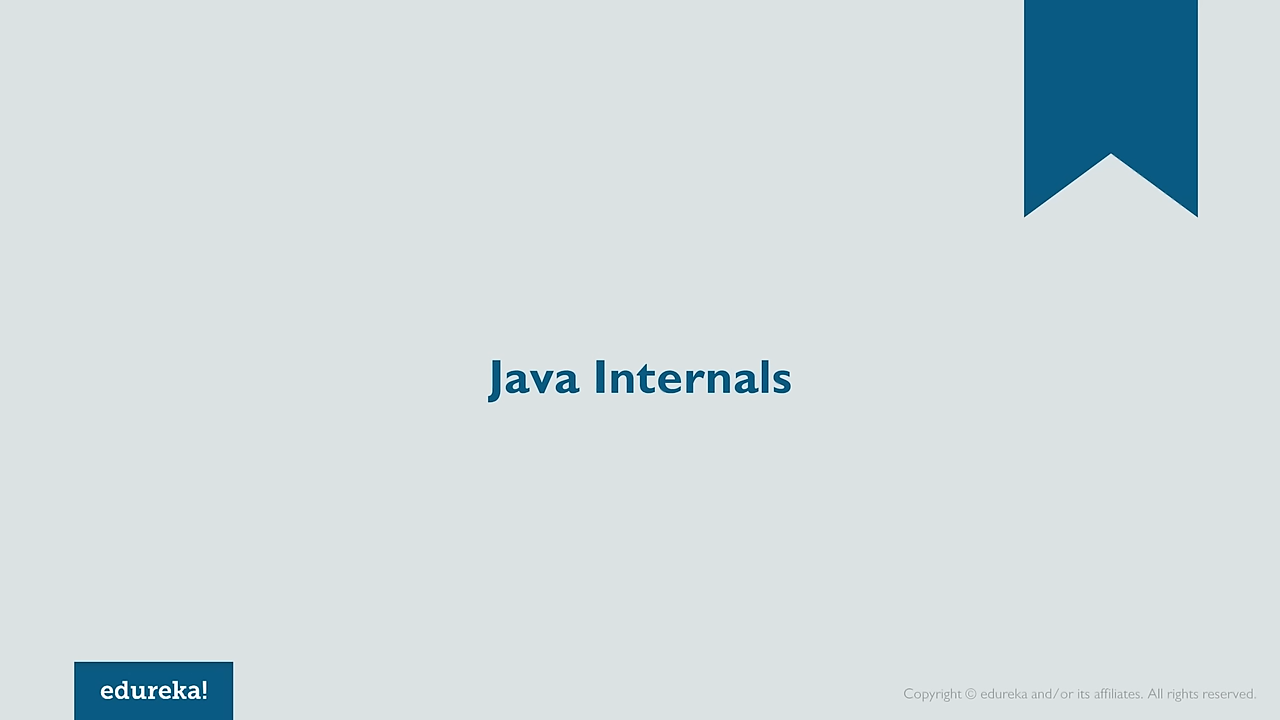 Java Internals
edureka!
Copyright © edureka and/or its affiliates. All rights reserved.